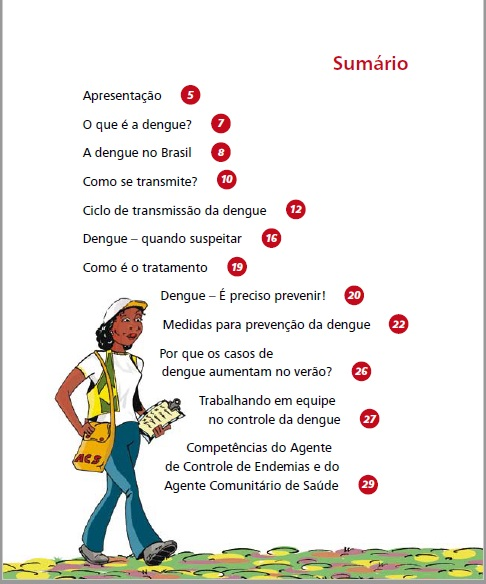 Sumário
Apresentação 5
O que é a dengue? 7
A dengue no Brasil 8
Como se transmite? 10
Ciclo de transmissão da dengue 12
Dengue – quando suspeitar 16
Como é o tratamento 19
Dengue – É preciso prevenir! 20
Medidas para prevenção da dengue 22
Por que os casos de
dengue aumentam no verão? 26
Trabalhando em equipe
no controle da dengue 27
Competências do Agente
de Controle de Endemias e do
Agente Comunitário de Saúde 29
ACS